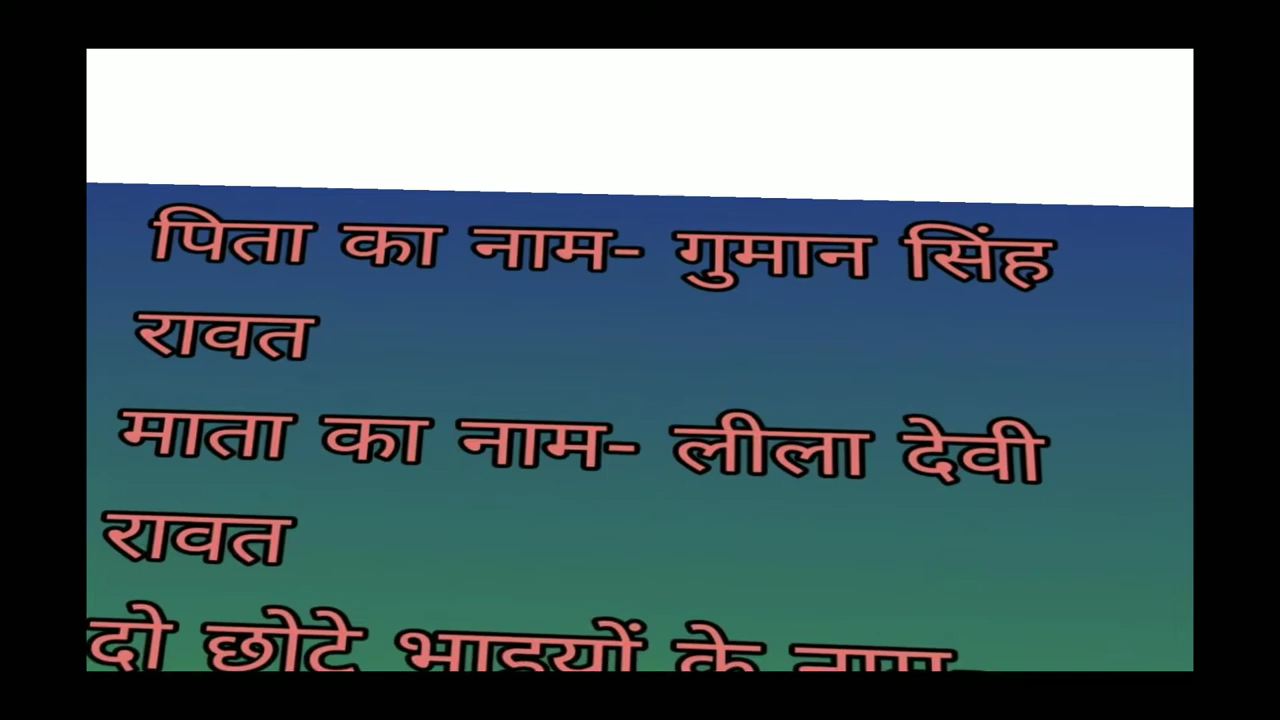 पिता का नाम- गुमान सिंह
रावत
माता का नाम- लीला देवी
रावत
दो छोटे भाइयों के नाम-